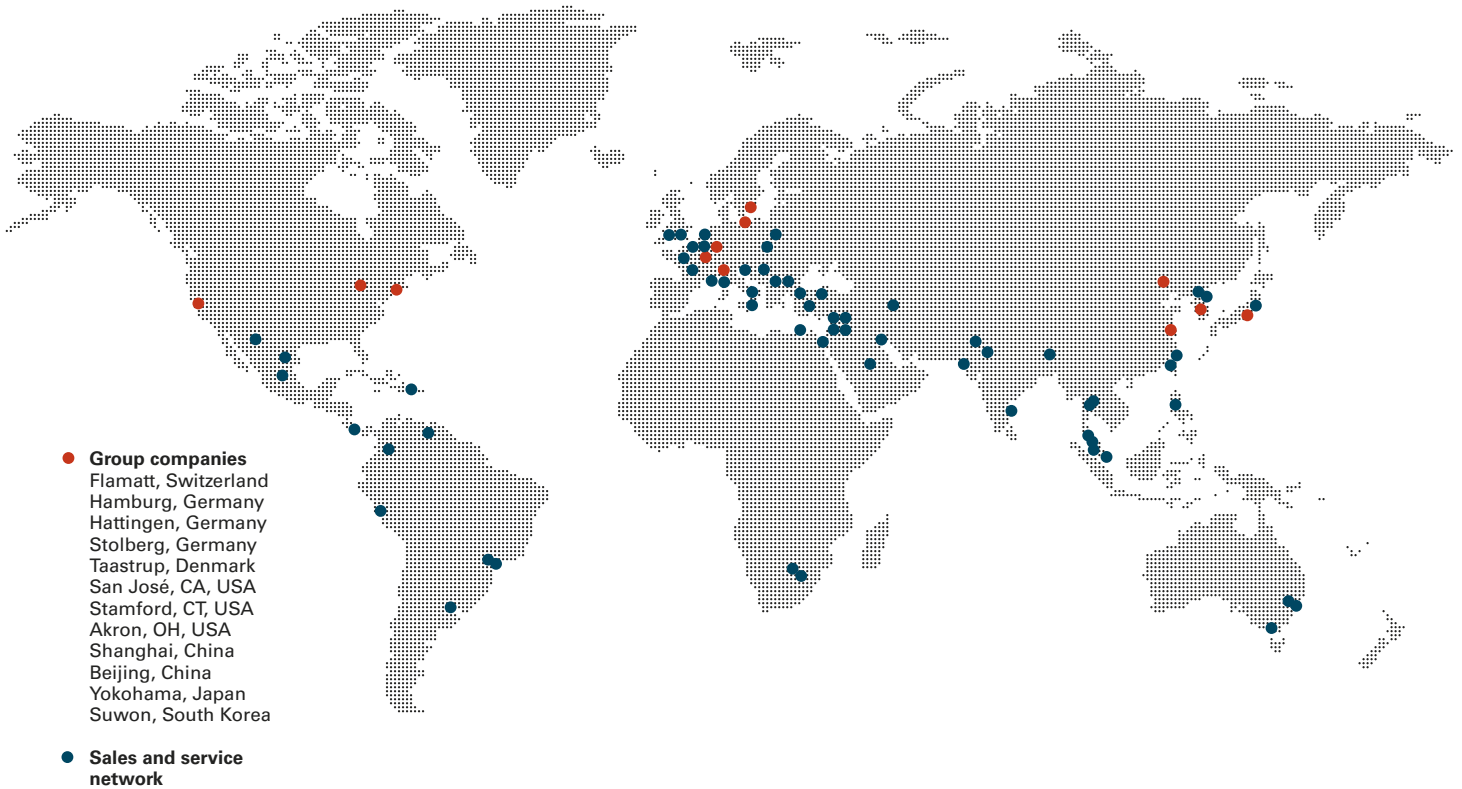 Group companies
Flamatt, Switzerland
Hamburg, Germany
Hattingen, Germany
Stolberg, Germany
Taastrup, Denmark
San José, CA, USA
Stamford, CT, USA
Akron, OH, USA
Shanghai, China
Beijing, China
Yokohama, Japan
Suwon, South Korea
Sales and service
network